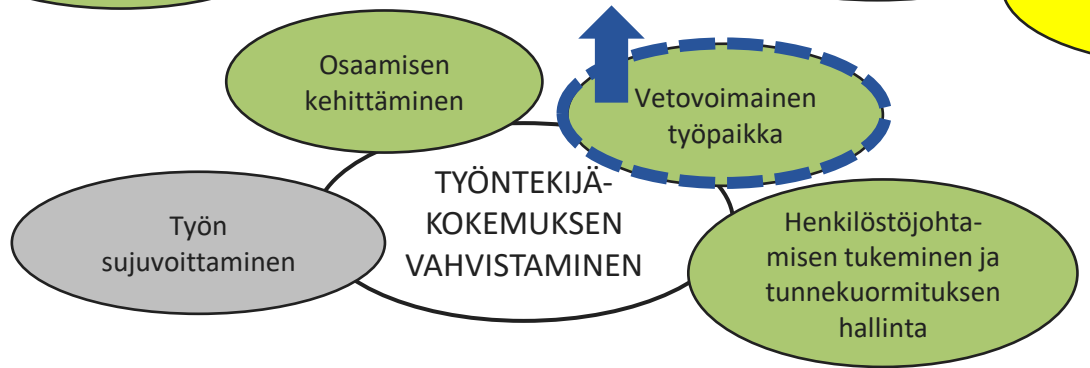 Osaamisen
kehittäminen
Vetovoimainen
työpaikka
TYÖNTEKIJÄ-
KOKEMUKSEN
VAHVISTAMINEN
Työn
sujuvoittaminen
Henkilöstöjohta-
misen tukeminen ja
tunnekuormituksen
hallinta